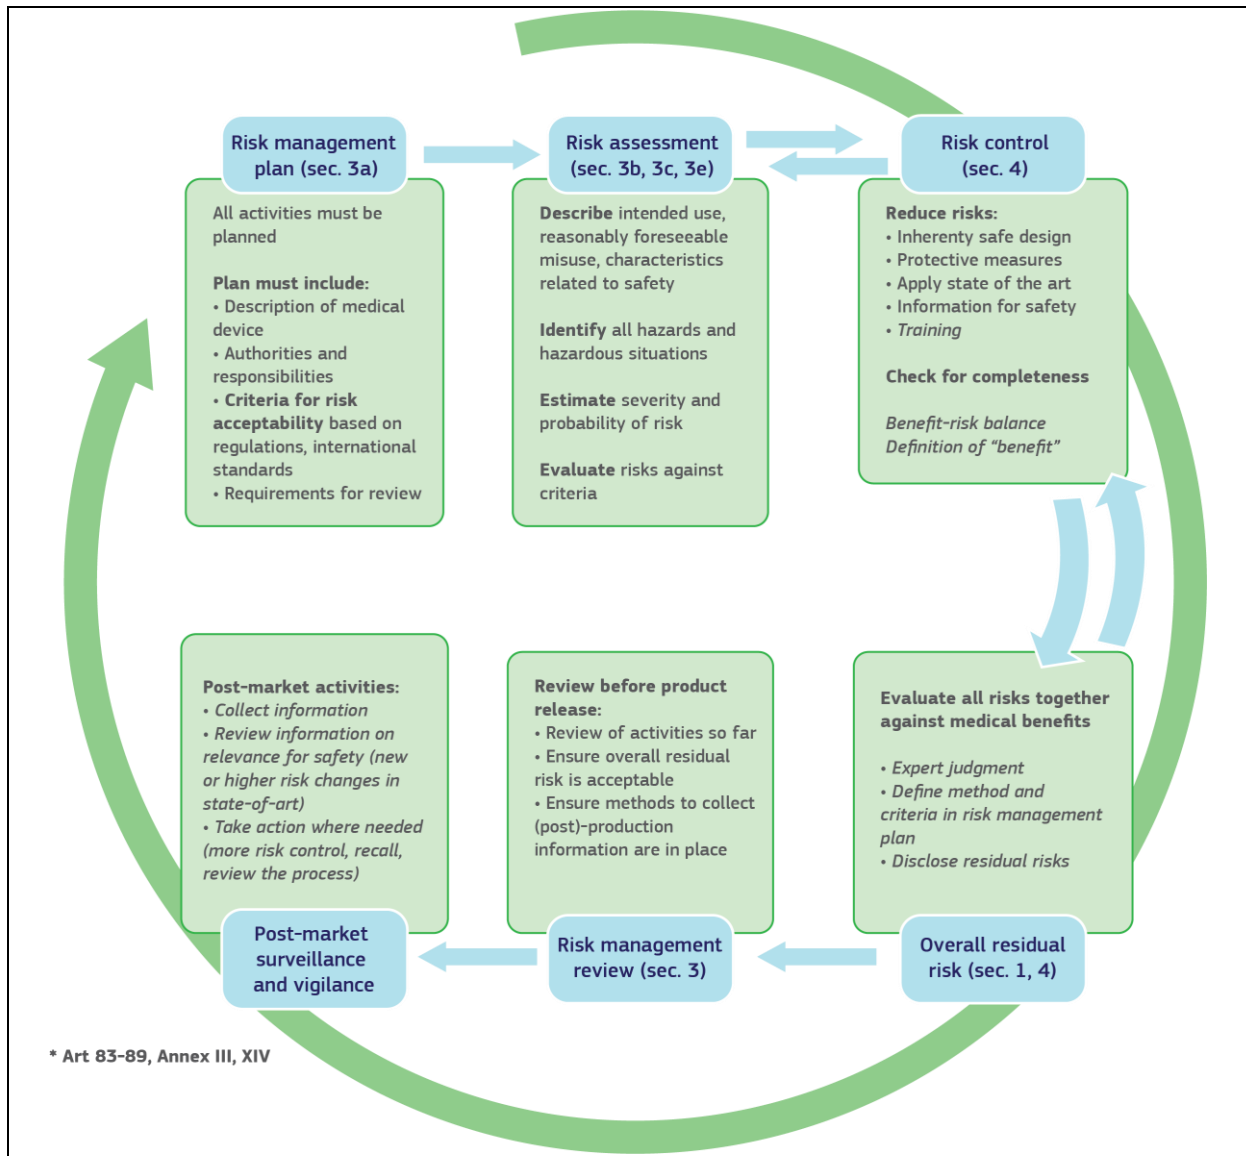 Risk management
plan (sec. 3a)
All activities must be
planned
Plan must include:
• Description of medical
device
• Authorities and
responsibilities
• Criteria for risk
acceptability based on
regulations, international
standards
• Requirements for review
Risk assessment
(sec. 3b, 3c, 3e)
Describe intended use,
reasonably foreseeable
misuse, characteristics
related to safety
Identify all hazards and
hazardous situations
Estimate severity and
probability of risk
Evaluate risks against
criteria
Risk control
(sec. 4)
Reduce risks:
• Inherenty safe design
• Protective measures
• Apply state of the art
• Information for safety
• Training
Check for completeness
Benefit-risk balance
Definition of “benefit”
Evaluate all risks together
against medical benefits
• Expert judgment
• Define method and
criteria in risk management
plan
• Disclose residual risks
Overall residual
risk (sec. 1, 4)
Review before product
release:
• Review of activities so far
• Ensure overall residual
risk is acceptable
• Ensure methods to collect
(post)-production
information are in place
Risk management
review (sec. 3)
Post-market activities:
• Collect information
• Review information on
relevance for safety (new
or higher risk changes in
state-of-art)
• Take action where needed
(more risk control, recall,
review the process)
Post-market
surveillance
and vigilance
* Art 83-89, Annex III, XIV